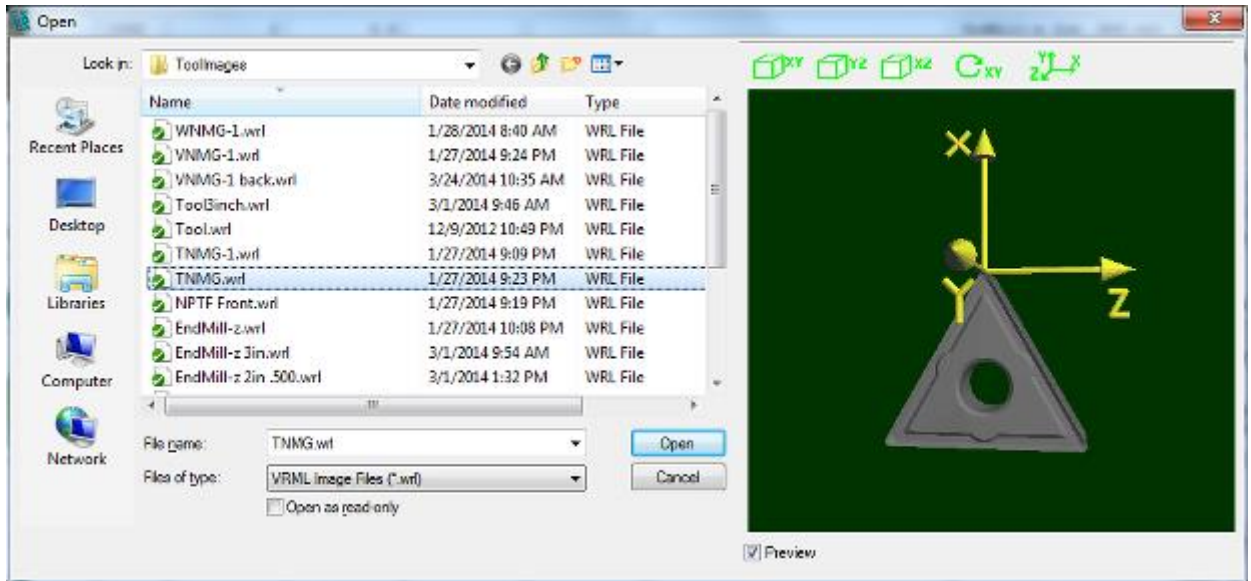 Open
Look in:
ToolImages
XY
YZ
XZ
XY
Y
X
Z
Recent Places
Desktop
Libraries
Computer
Network
Name Date modified Type
WNMG-1.wrl 1/28/2014 8:40 AM WRL File
VNMG-1.wrl 1/27/2014 9:24 PM WRL File
VNMG-1 back.wrl 3/24/2014 10:35 AM WRL File
Tool3inch.wrl 3/1/2014 9:46 AM WRL File
Tool.wrl 12/9/2012 10:49 PM WRL File
TNMG-1.wrl 1/27/2014 9:09 PM WRL File
TNMG.wrl 1/27/2014 9:23 PM WRL File
NPTF Front.wrl 1/27/2014 9:19 PM WRL File
EndMill-z.wrl 1/27/2014 10:08 PM WRL File
EndMill-z 3in.wrl 3/1/2014 9:54 AM WRL File
EndMill-z 2in .500.wrl 3/1/2014 1:32 PM WRL File
File name: TNMG.wrl Open
Files of type: VRML Image Files (*.wrl) Cancel
Open as read-only
X
Y
Z
Preview